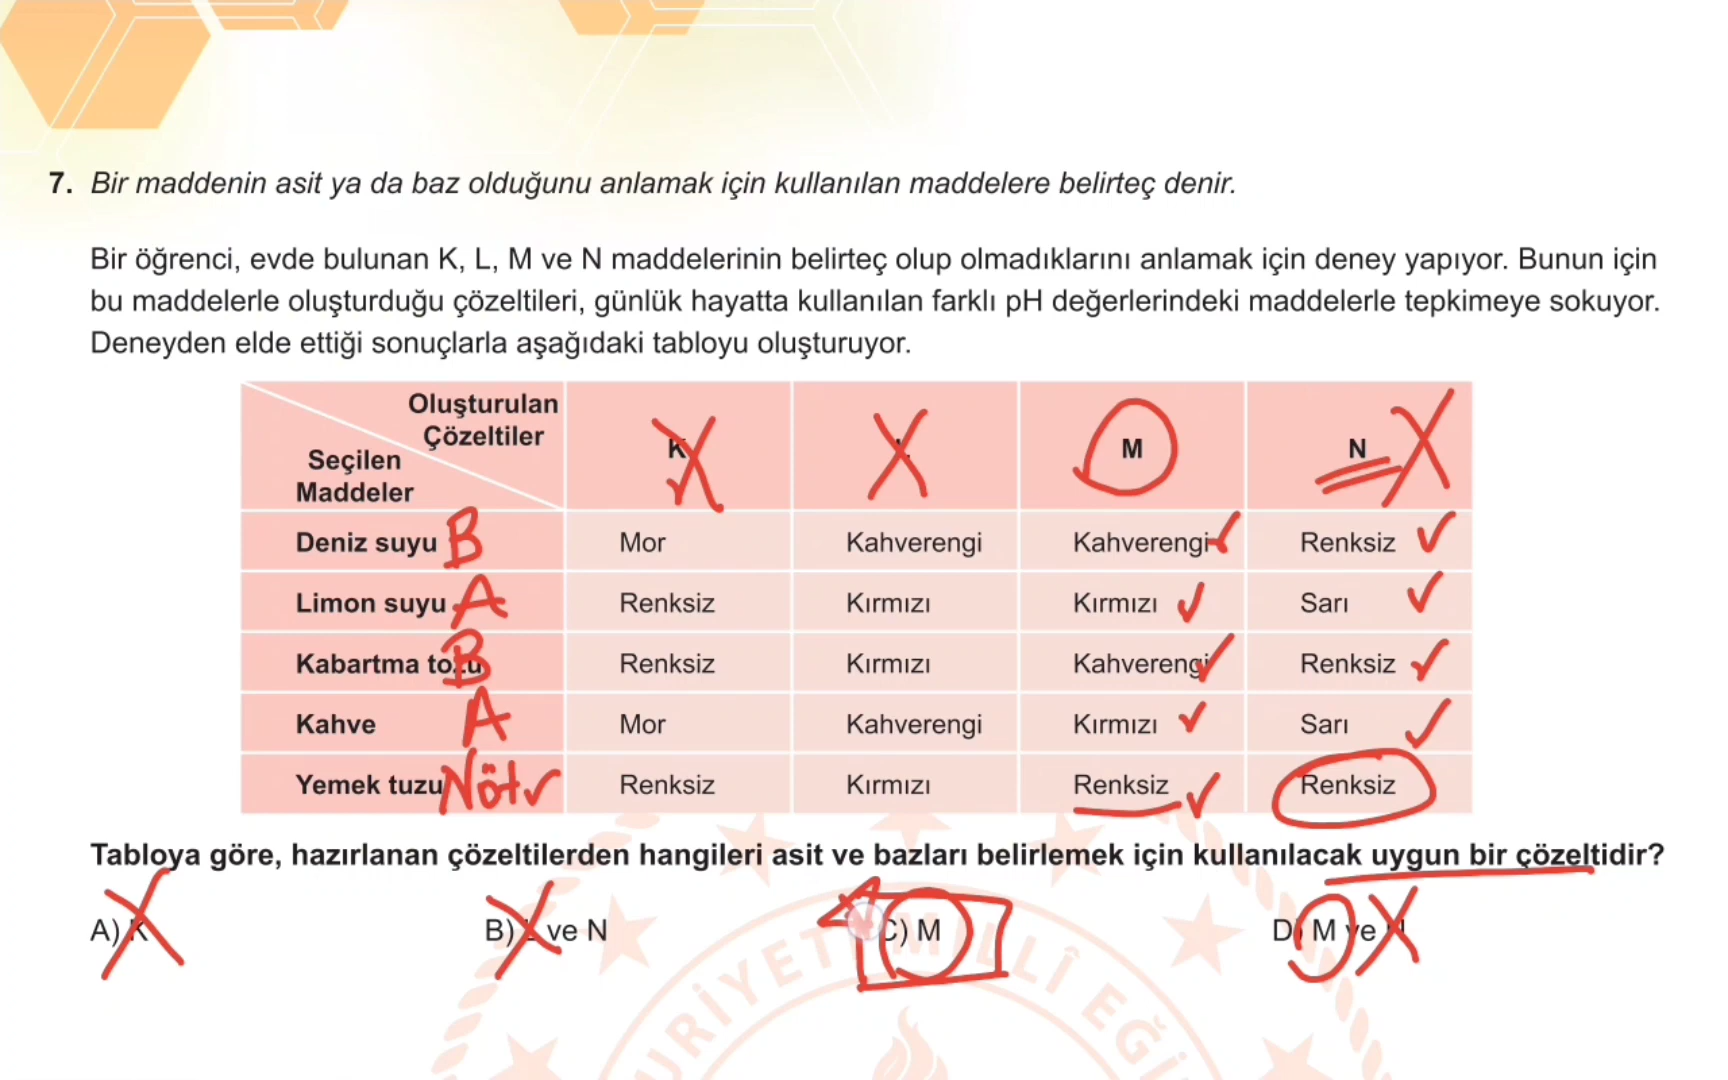 7. Bir maddenin asit ya da baz olduğunu anlamak için kullanılan maddelere belirteç denir.
Bir öğrenci, evde bulunan K, L, M ve N maddelerinin belirteç olup olmadıklarını anlamak için deney yapıyor. Bunun için
bu maddelerle oluşturduğu çözeltileri, günlük hayatta kullanılan farklı pH değerlerindeki maddelerle tepkimeye sokuyor.
Deneyden elde ettiği sonuçlarla aşağıdaki tabloyu oluşturuyor.
Oluşturulan
Çözeltiler
Seçilen
Maddeler
K M N
Deniz suyu B Mor Kahverengi Kahverengi Renksiz
Limon suyu A Renksiz Kırmızı Kırmızı Sarı
Kabartma tozu B Renksiz Kırmızı Kahverengi Renksiz
Kahve A Mor Kahverengi Kırmızı Sarı
Yemek tuzu Nötr Renksiz Kırmızı Renksiz Renksiz
Tabloya göre, hazırlanan çözeltilerden hangileri asit ve bazları belirlemek için kullanılacak uygun bir çözeltidir?
A) K B) ve N C) M D) M ve N
URİYET MİLLÎ EĞİ